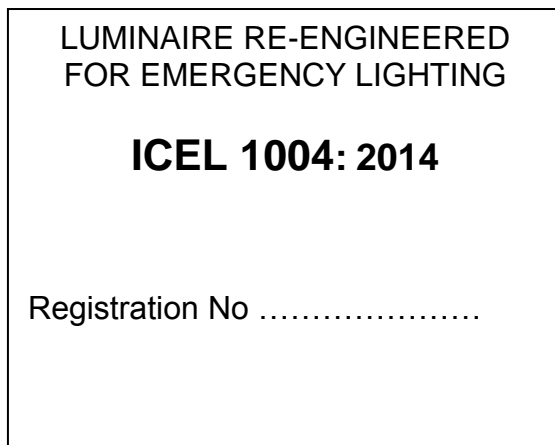 LUMINAIRE RE-ENGINEERED
FOR EMERGENCY LIGHTING
ICEL 1004: 2014
Registration No …………………